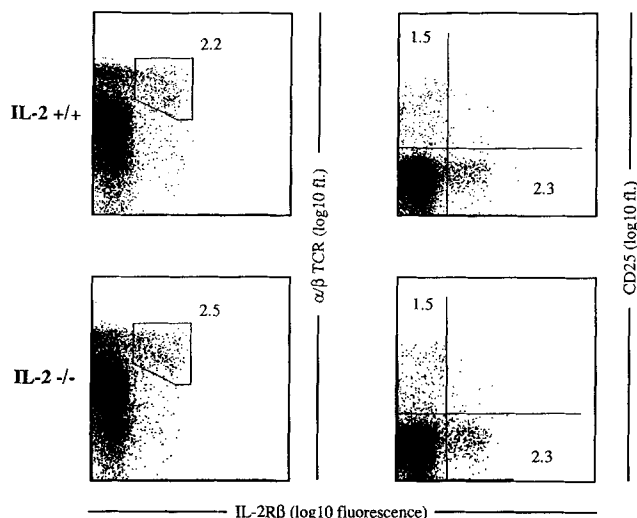 2.2
1.5
IL-2 +/+
2.3
α/β TCR (log10 fl.)
CD25 (log10 fl.)
2.5
1.5
IL-2 -/-
2.3
IL-2Rβ (log10 fluorescence)